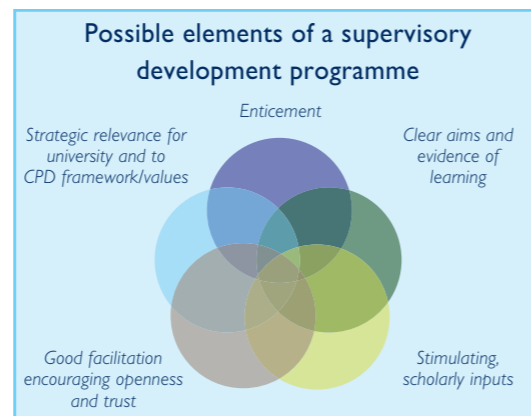 Possible elements of a supervisory
development programme
Enticement
Strategic relevance for
university and to
CPD framework/values
Clear aims and
evidence of
learning
Good facilitation
encouraging openness
and trust
Stimulating,
scholarly inputs